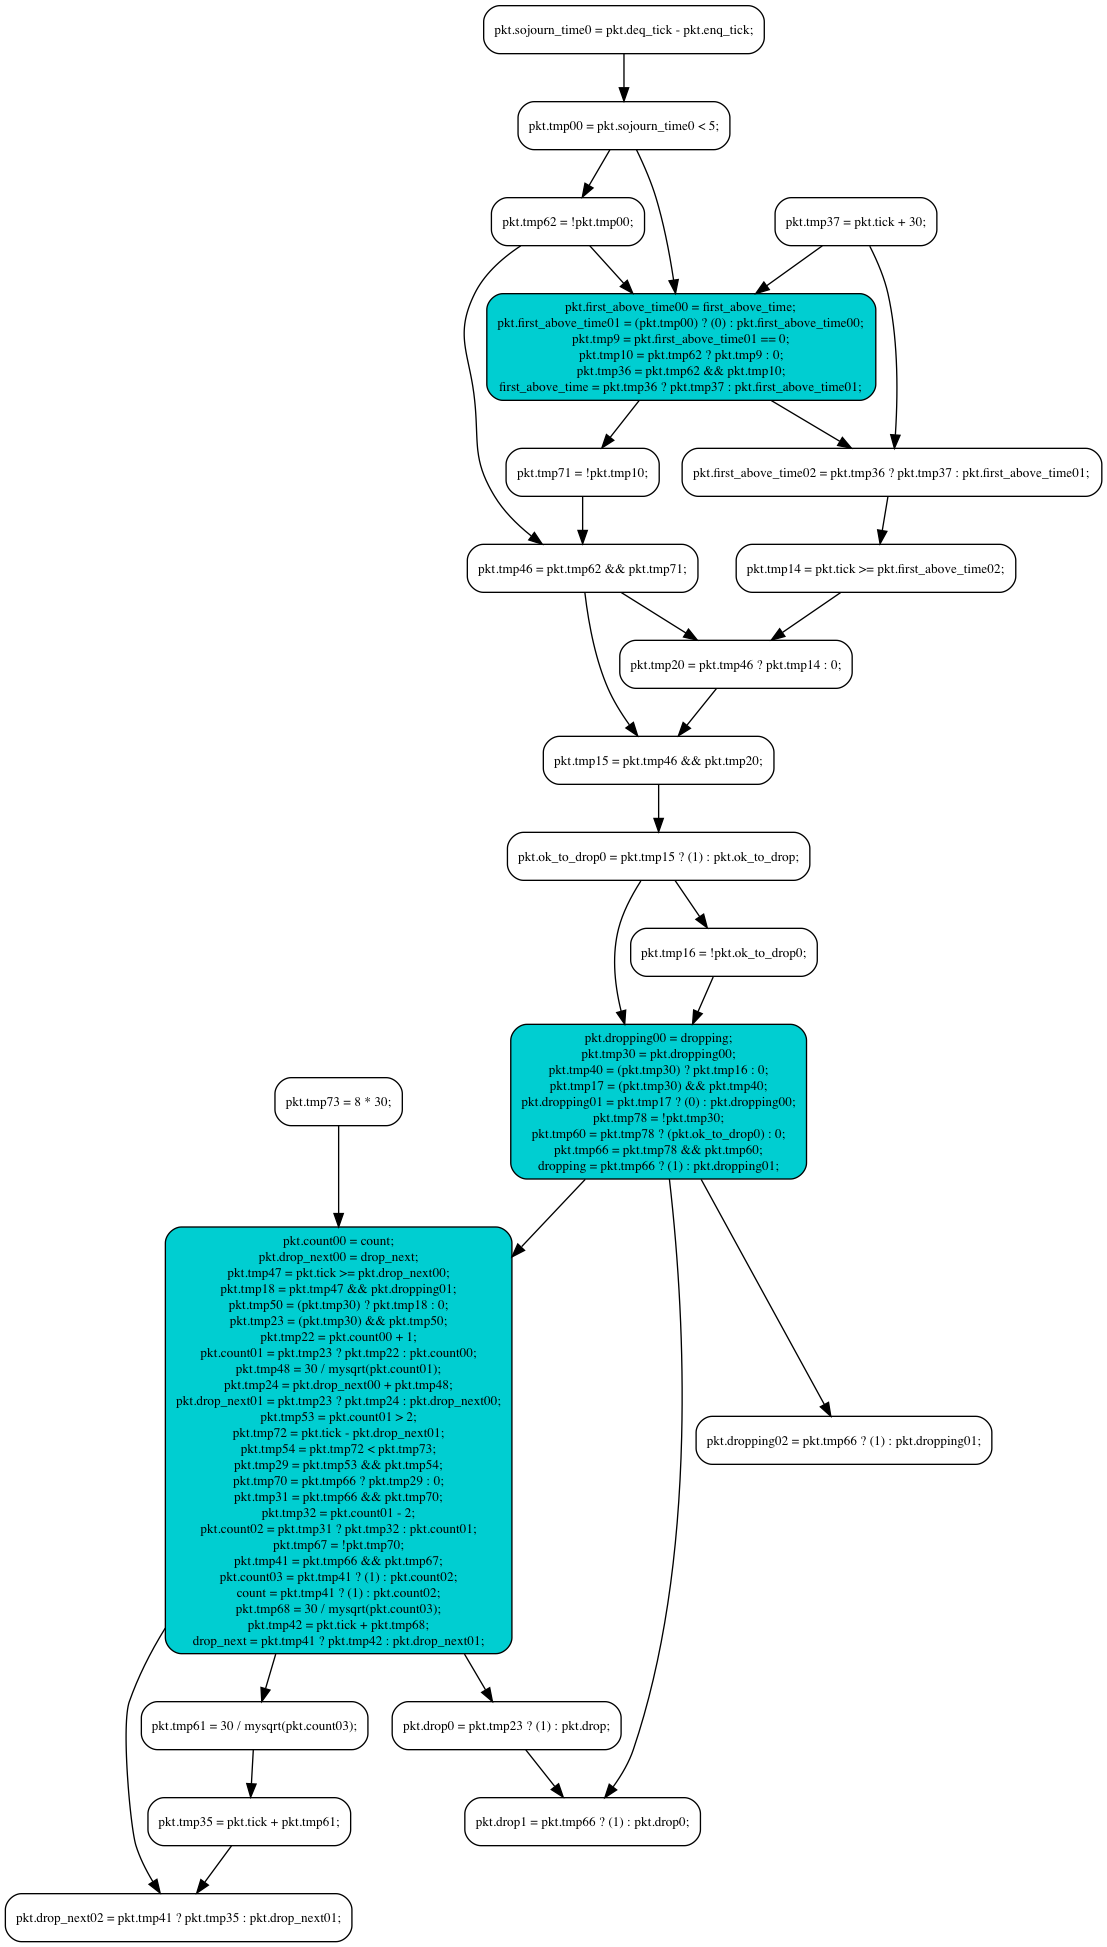 pkt.sojourn_time0 = pkt.deq_tick - pkt.enq_tick;
pkt.tmp00 = pkt.sojourn_time0 < 5;
pkt.tmp62 = !pkt.tmp00;
pkt.tmp37 = pkt.tick + 30;
pkt.first_above_time00 = first_above_time;
pkt.first_above_time01 = (pkt.tmp00) ? (0) : pkt.first_above_time00;
pkt.tmp9 = pkt.first_above_time01 == 0;
pkt.tmp10 = pkt.tmp62 ? pkt.tmp9 : 0;
pkt.tmp36 = pkt.tmp62 && pkt.tmp10;
first_above_time = pkt.tmp36 ? pkt.tmp37 : pkt.first_above_time01;
pkt.tmp71 = !pkt.tmp10;
pkt.first_above_time02 = pkt.tmp36 ? pkt.tmp37 : pkt.first_above_time01;
pkt.tmp46 = pkt.tmp62 && pkt.tmp71;
pkt.tmp14 = pkt.tick >= pkt.first_above_time02;
pkt.tmp20 = pkt.tmp46 ? pkt.tmp14 : 0;
pkt.tmp15 = pkt.tmp46 && pkt.tmp20;
pkt.ok_to_drop0 = pkt.tmp15 ? (1) : pkt.ok_to_drop;
pkt.tmp16 = !pkt.ok_to_drop0;
pkt.dropping00 = dropping;
pkt.tmp30 = pkt.dropping00;
pkt.tmp40 = (pkt.tmp30) ? pkt.tmp16 : 0;
pkt.tmp17 = (pkt.tmp30) && pkt.tmp40;
pkt.dropping01 = pkt.tmp17 ? (0) : pkt.dropping00;
pkt.tmp78 = !pkt.tmp30;
pkt.tmp60 = pkt.tmp78 ? (pkt.ok_to_drop0) : 0;
pkt.tmp66 = pkt.tmp78 && pkt.tmp60;
dropping = pkt.tmp66 ? (1) : pkt.dropping01;
pkt.tmp73 = 8 * 30;
pkt.count00 = count;
pkt.drop_next00 = drop_next;
pkt.tmp47 = pkt.tick >= pkt.drop_next00;
pkt.tmp18 = pkt.tmp47 && pkt.dropping01;
pkt.tmp50 = (pkt.tmp30) ? pkt.tmp18 : 0;
pkt.tmp23 = (pkt.tmp30) && pkt.tmp50;
pkt.tmp22 = pkt.count00 + 1;
pkt.count01 = pkt.tmp23 ? pkt.tmp22 : pkt.count00;
pkt.tmp48 = 30 / mysqrt(pkt.count01);
pkt.tmp24 = pkt.drop_next00 + pkt.tmp48;
pkt.drop_next01 = pkt.tmp23 ? pkt.tmp24 : pkt.drop_next00;
pkt.tmp53 = pkt.count01 > 2;
pkt.tmp72 = pkt.tick - pkt.drop_next01;
pkt.tmp54 = pkt.tmp72 < pkt.tmp73;
pkt.tmp29 = pkt.tmp53 && pkt.tmp54;
pkt.tmp70 = pkt.tmp66 ? pkt.tmp29 : 0;
pkt.tmp31 = pkt.tmp66 && pkt.tmp70;
pkt.tmp32 = pkt.count01 - 2;
pkt.count02 = pkt.tmp31 ? pkt.tmp32 : pkt.count01;
pkt.tmp67 = !pkt.tmp70;
pkt.tmp41 = pkt.tmp66 && pkt.tmp67;
pkt.count03 = pkt.tmp41 ? (1) : pkt.count02;
count = pkt.tmp41 ? (1) : pkt.count02;
pkt.tmp68 = 30 / mysqrt(pkt.count03);
pkt.tmp42 = pkt.tick + pkt.tmp68;
drop_next = pkt.tmp41 ? pkt.tmp42 : pkt.drop_next01;
pkt.dropping02 = pkt.tmp66 ? (1) : pkt.dropping01;
pkt.tmp61 = 30 / mysqrt(pkt.count03);
pkt.drop0 = pkt.tmp23 ? (1) : pkt.drop;
pkt.tmp35 = pkt.tick + pkt.tmp61;
pkt.drop1 = pkt.tmp66 ? (1) : pkt.drop0;
pkt.drop_next02 = pkt.tmp41 ? pkt.tmp35 : pkt.drop_next01;